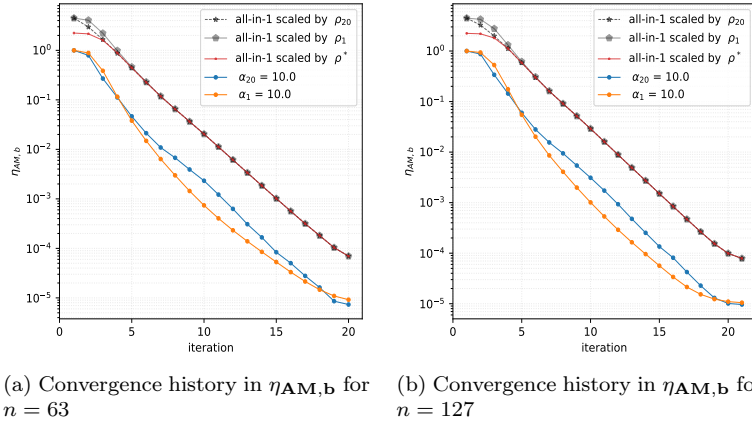 all-in-1 scaled by ρ20
all-in-1 scaled by ρ1
all-in-1 scaled by ρ*
α20 = 10.0
α1 = 10.0
ηAM,b
10^0
10^−1
10^−2
10^−3
10^−4
10^−5
0 5 10 15 20
iteration
(a) Convergence history in ηAM,b for
n = 63
all-in-1 scaled by ρ20
all-in-1 scaled by ρ1
all-in-1 scaled by ρ*
α20 = 10.0
α1 = 10.0
ηAM,b
10^0
10^−1
10^−2
10^−3
10^−4
10^−5
0 5 10 15 20
iteration
(b) Convergence history in ηAM,b fo
n = 127